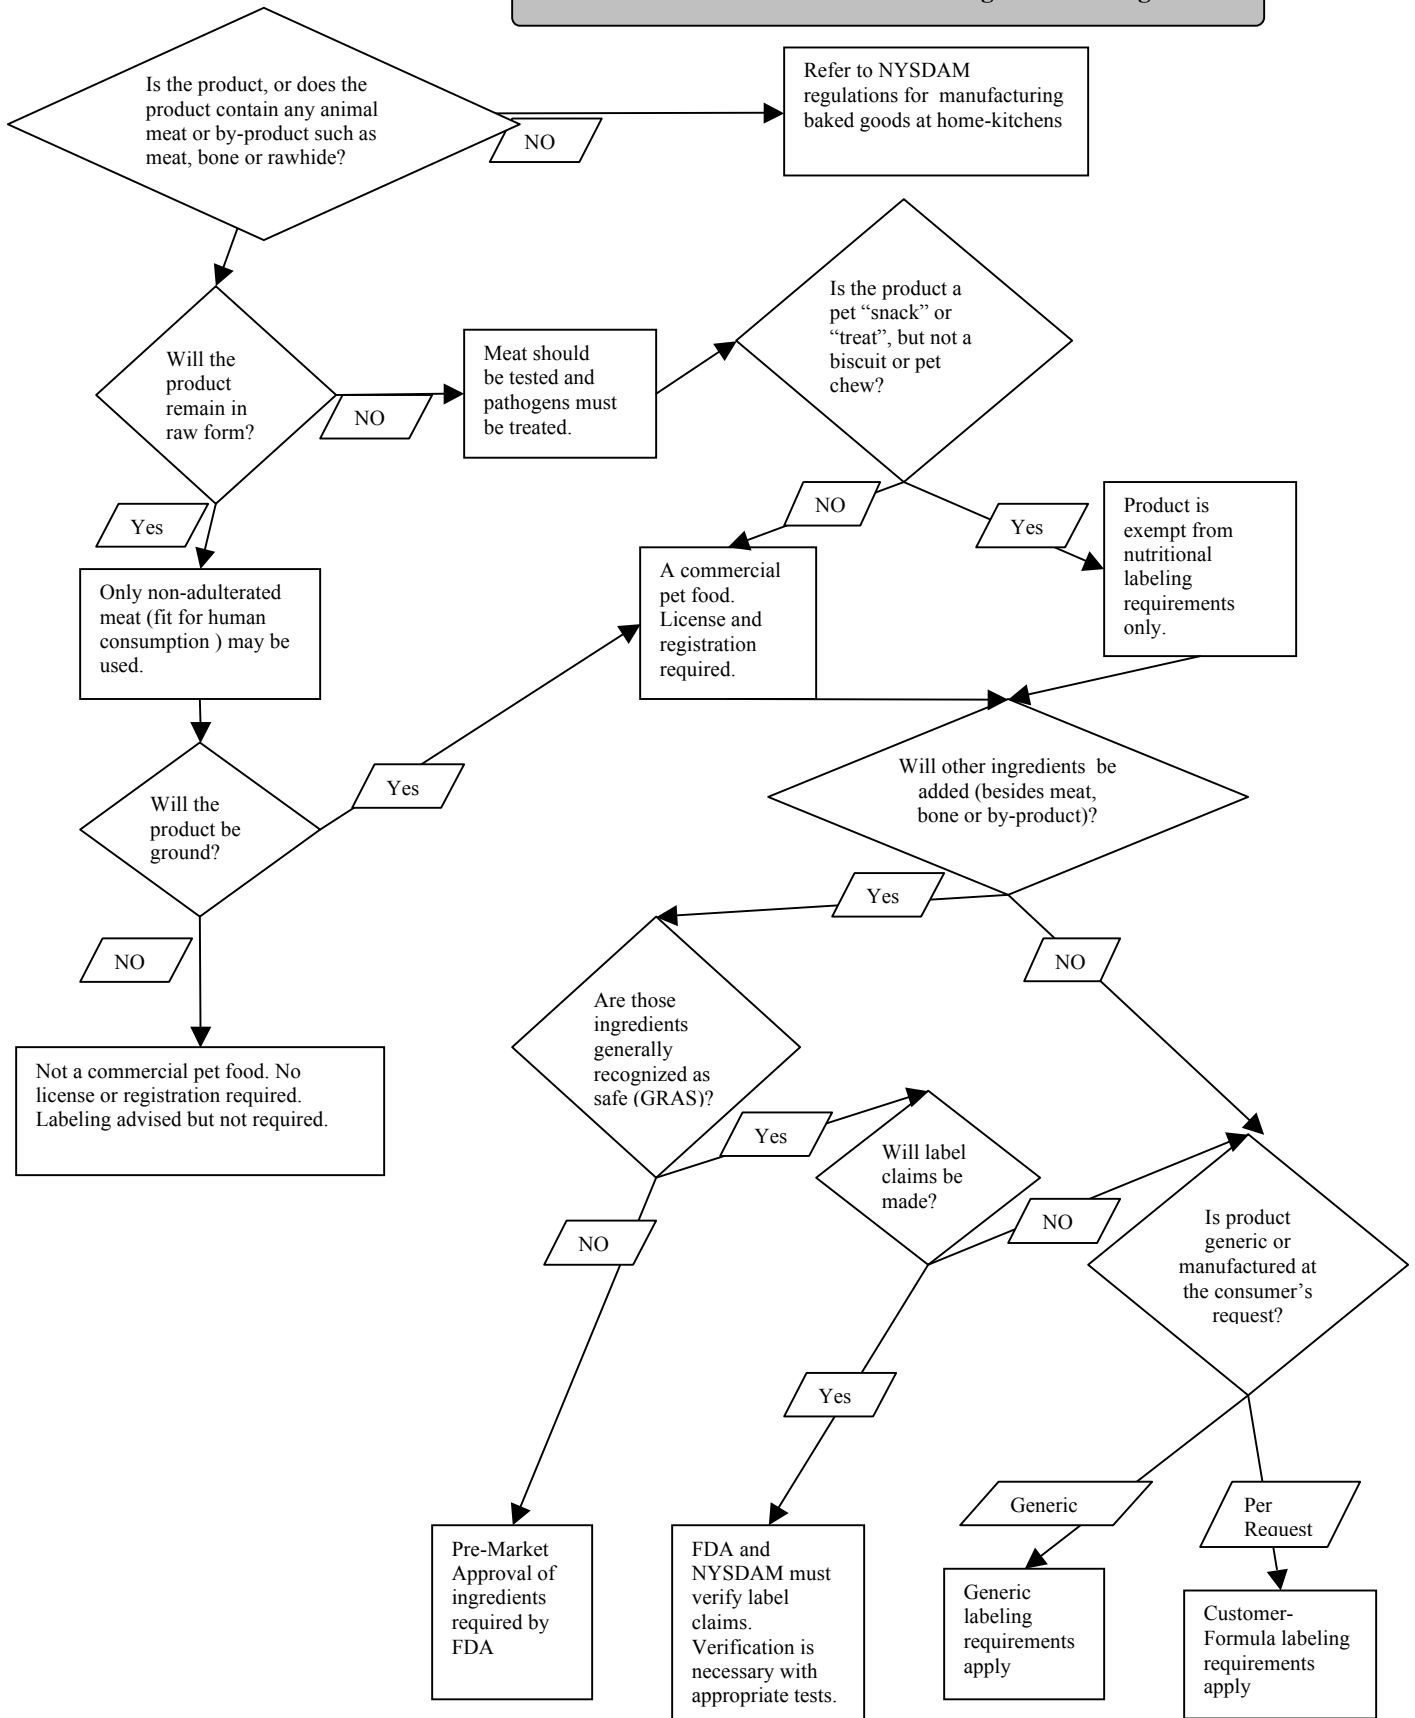 Is the product, or does the
product contain any animal
meat or by-product such as
meat, bone or rawhide?
NO
Refer to NYSDAM
regulations for manufacturing
baked goods at home-kitchens
Will the
product
remain in
raw form?
NO
Meat should
be tested and
pathogens must
be treated.
Is the product a
pet “snack” or
“treat”, but not a
biscuit or pet
chew?
Yes
NO
Yes
Product is
exempt from
nutritional
labeling
requirements
only.
Only non-adulterated
meat (fit for human
consumption ) may be
used.
A commercial
pet food.
License and
registration
required.
Will the
product be
ground?
Yes
Will other ingredients be
added (besides meat,
bone or by-product)?
NO
Yes
NO
Not a commercial pet food. No
license or registration required.
Labeling advised but not required.
Are those
ingredients
generally
recognized as
safe (GRAS)?
Yes
Will label
claims be
made?
NO
NO
Is product
generic or
manufactured at
the consumer’s
request?
Yes
Generic
Per
Request
Pre-Market
Approval of
ingredients
required by
FDA
FDA and
NYSDAM must
verify label
claims.
Verification is
necessary with
appropriate tests.
Generic
labeling
requirements
apply
Customer-
Formula labeling
requirements
apply